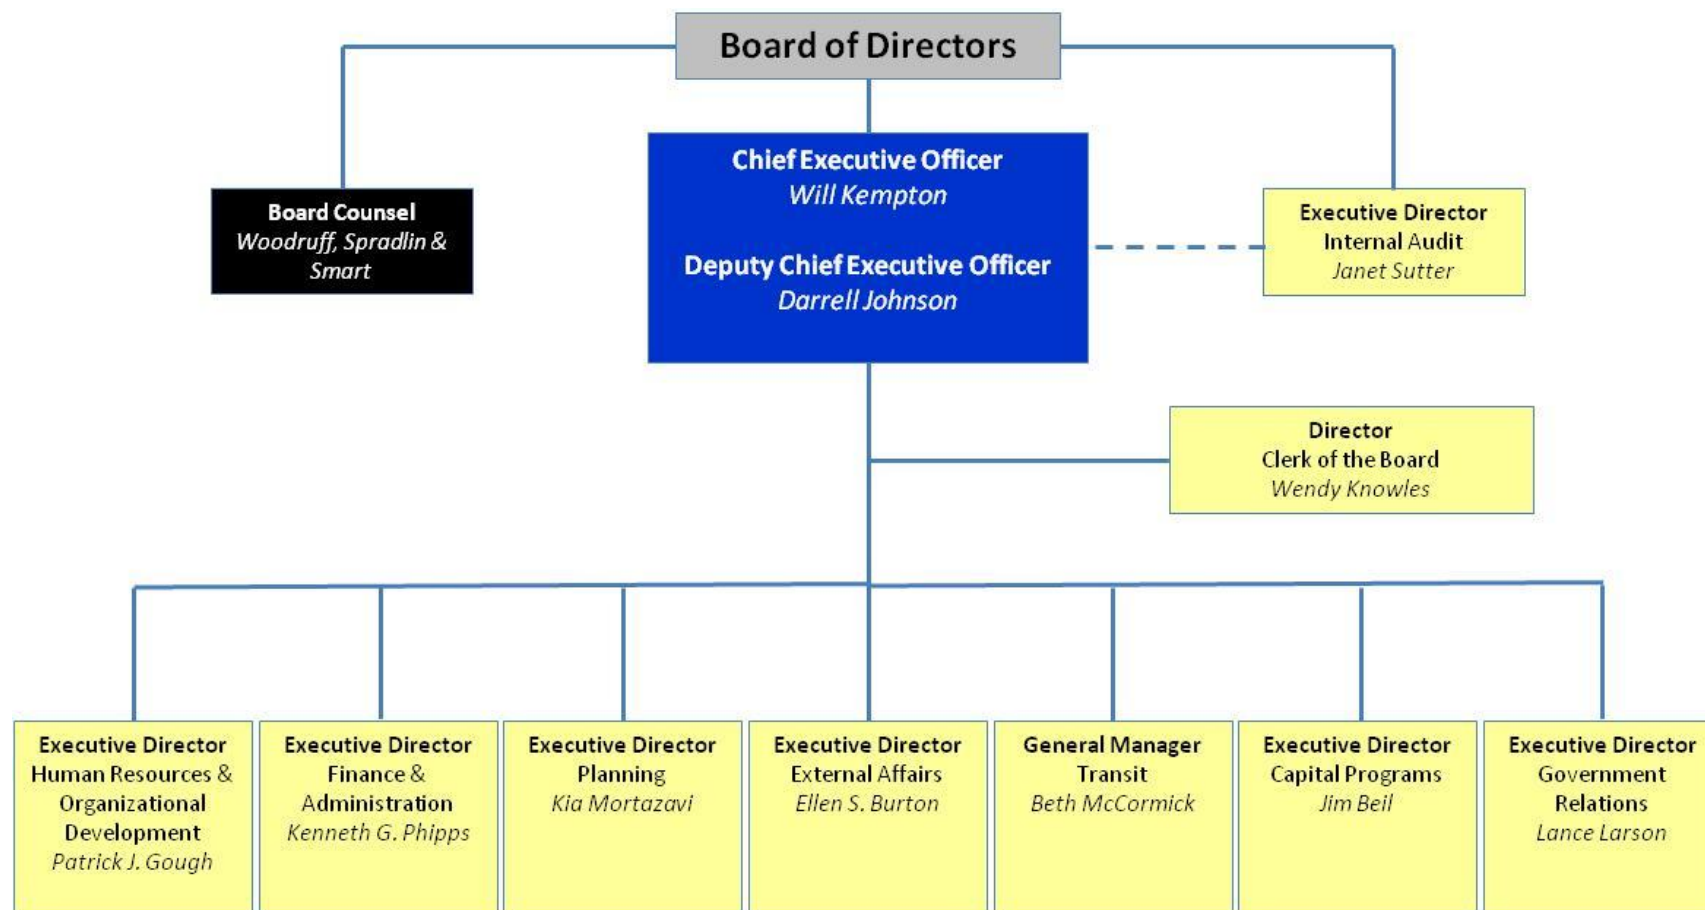 Board of Directors
Chief Executive Officer
Will Kempton
Deputy Chief Executive Officer
Darrell Johnson
Board Counsel
Woodruff, Spradlin &
Smart
Executive Director
Internal Audit
Janet Sutter
Director
Clerk of the Board
Wendy Knowles
Executive Director
Human Resources &
Organizational
Development
Patrick J. Gough
Executive Director
Finance &
Administration
Kenneth G. Phipps
Executive Director
Planning
Kia Mortazavi
Executive Director
External Affairs
Ellen S. Burton
General Manager
Transit
Beth McCormick
Executive Director
Capital Programs
Jim Beil
Executive Director
Government
Relations
Lance Larson